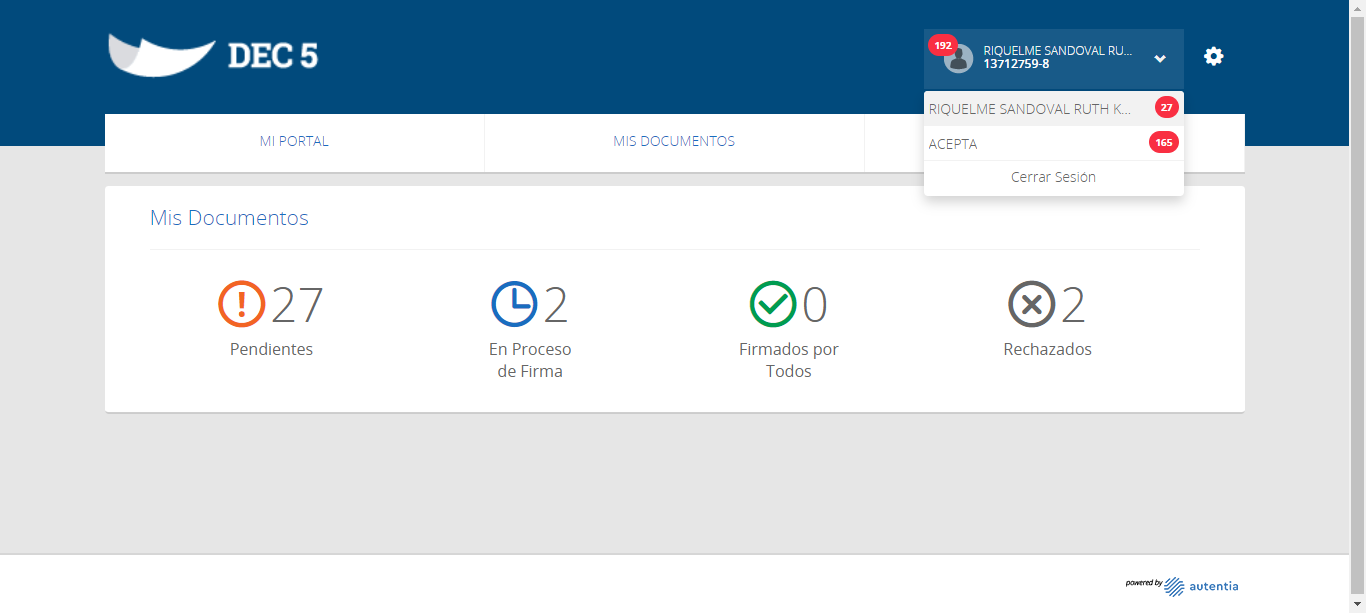 DEC 5
192
RIQUELME SANDOVAL RU...
13712759-8
RIQUELME SANDOVAL RUTH K...
27
ACEPTA
165
Cerrar Sesión
MI PORTAL
MIS DOCUMENTOS
Mis Documentos
27
Pendientes
2
En Proceso
de Firma
0
Firmados por
Todos
2
Rechazados
powered by
autentia